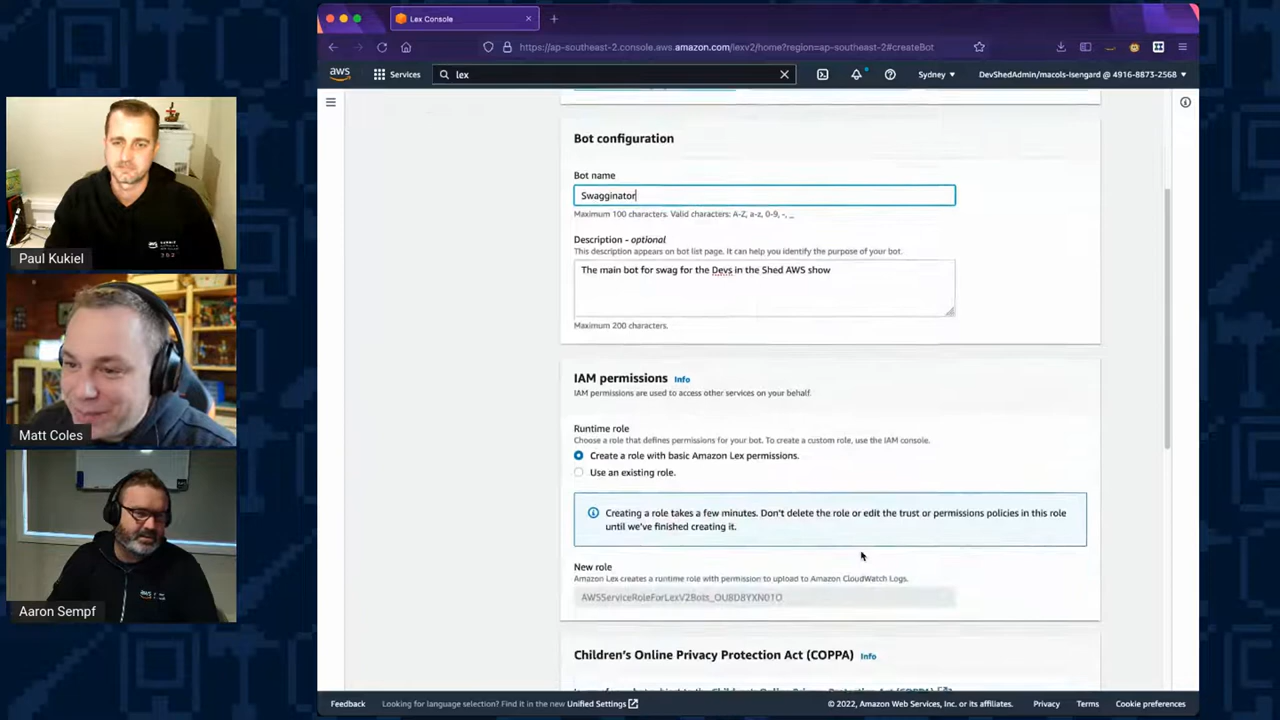 Lex Console
https://ap-southeast-2.console.aws.amazon.com/lexv2/home?region=ap-southeast-2#createBot
aws
Services
lex
Sydney
DevShedAdmin/macols-Isengard @ 4916-8873-2568
Bot configuration
Bot name
Swagginator
Maximum 100 characters. Valid characters: A-Z, a-z, 0-9, -, _
Description - optional
This description appears on bot list page. It can help you identify the purpose of your bot.
The main bot for swag for the Devs in the Shed AWS show
Maximum 200 characters.
IAM permissions Info
IAM permissions are used to access other services on your behalf.
Runtime role
Choose a role that defines permissions for your bot. To create a custom role, use the IAM console.
Create a role with basic Amazon Lex permissions.
Use an existing role.
Creating a role takes a few minutes. Don't delete the role or edit the trust or permissions policies in this role
until we've finished creating it.
New role
Amazon Lex creates a runtime role with permission to upload to Amazon CloudWatch Logs.
AWSServiceRoleForLexV2Bots_OU8D8YXN01O
Children's Online Privacy Protection Act (COPPA) Info
Feedback
Looking for language selection? Find it in the new Unified Settings
© 2022, Amazon Web Services, Inc. or its affiliates.
Privacy
Terms
Cookie preferences
Paul Kukiel
Matt Coles
Aaron Sempf